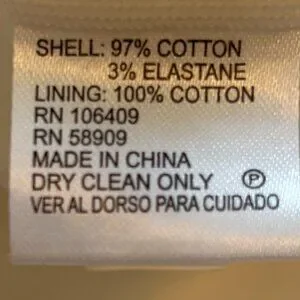 SHELL: 97% COTTON
3% ELASTANE
LINING: 100% COTTON
RN 106409
RN 58909
MADE IN CHINA
DRY CLEAN ONLY Ⓟ
VER AL DORSO PARA CUIDADO